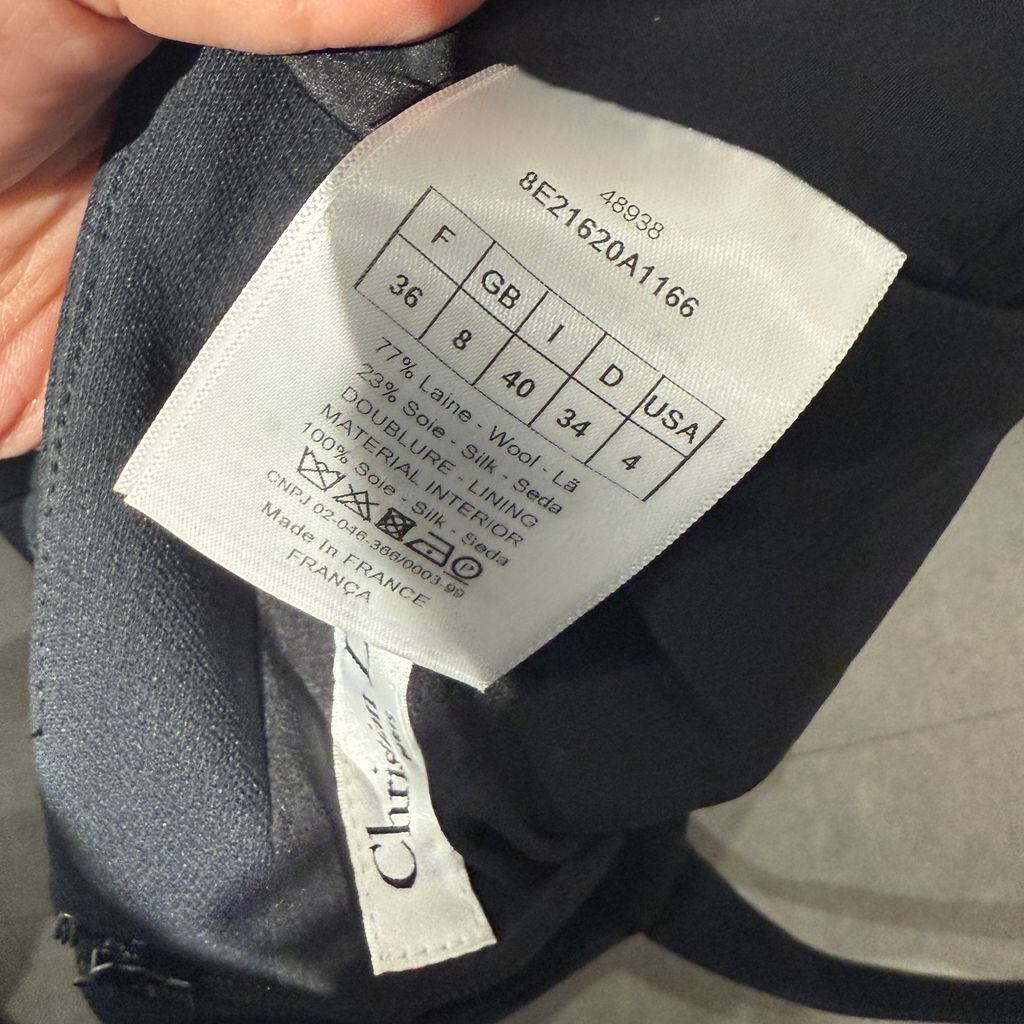 48938
8E21620A1166
F GB I D USA
36 8 40 34 4
77% Laine - Wool - Lã
23% Soie - Silk - Seda
DOUBLURE - LINING
MATERIAL INTERIOR
100% Soie - Silk - Seda
P
CNPJ 02-046-366/0003-99
Made In FRANCE
FRANÇA
Christian
Paris